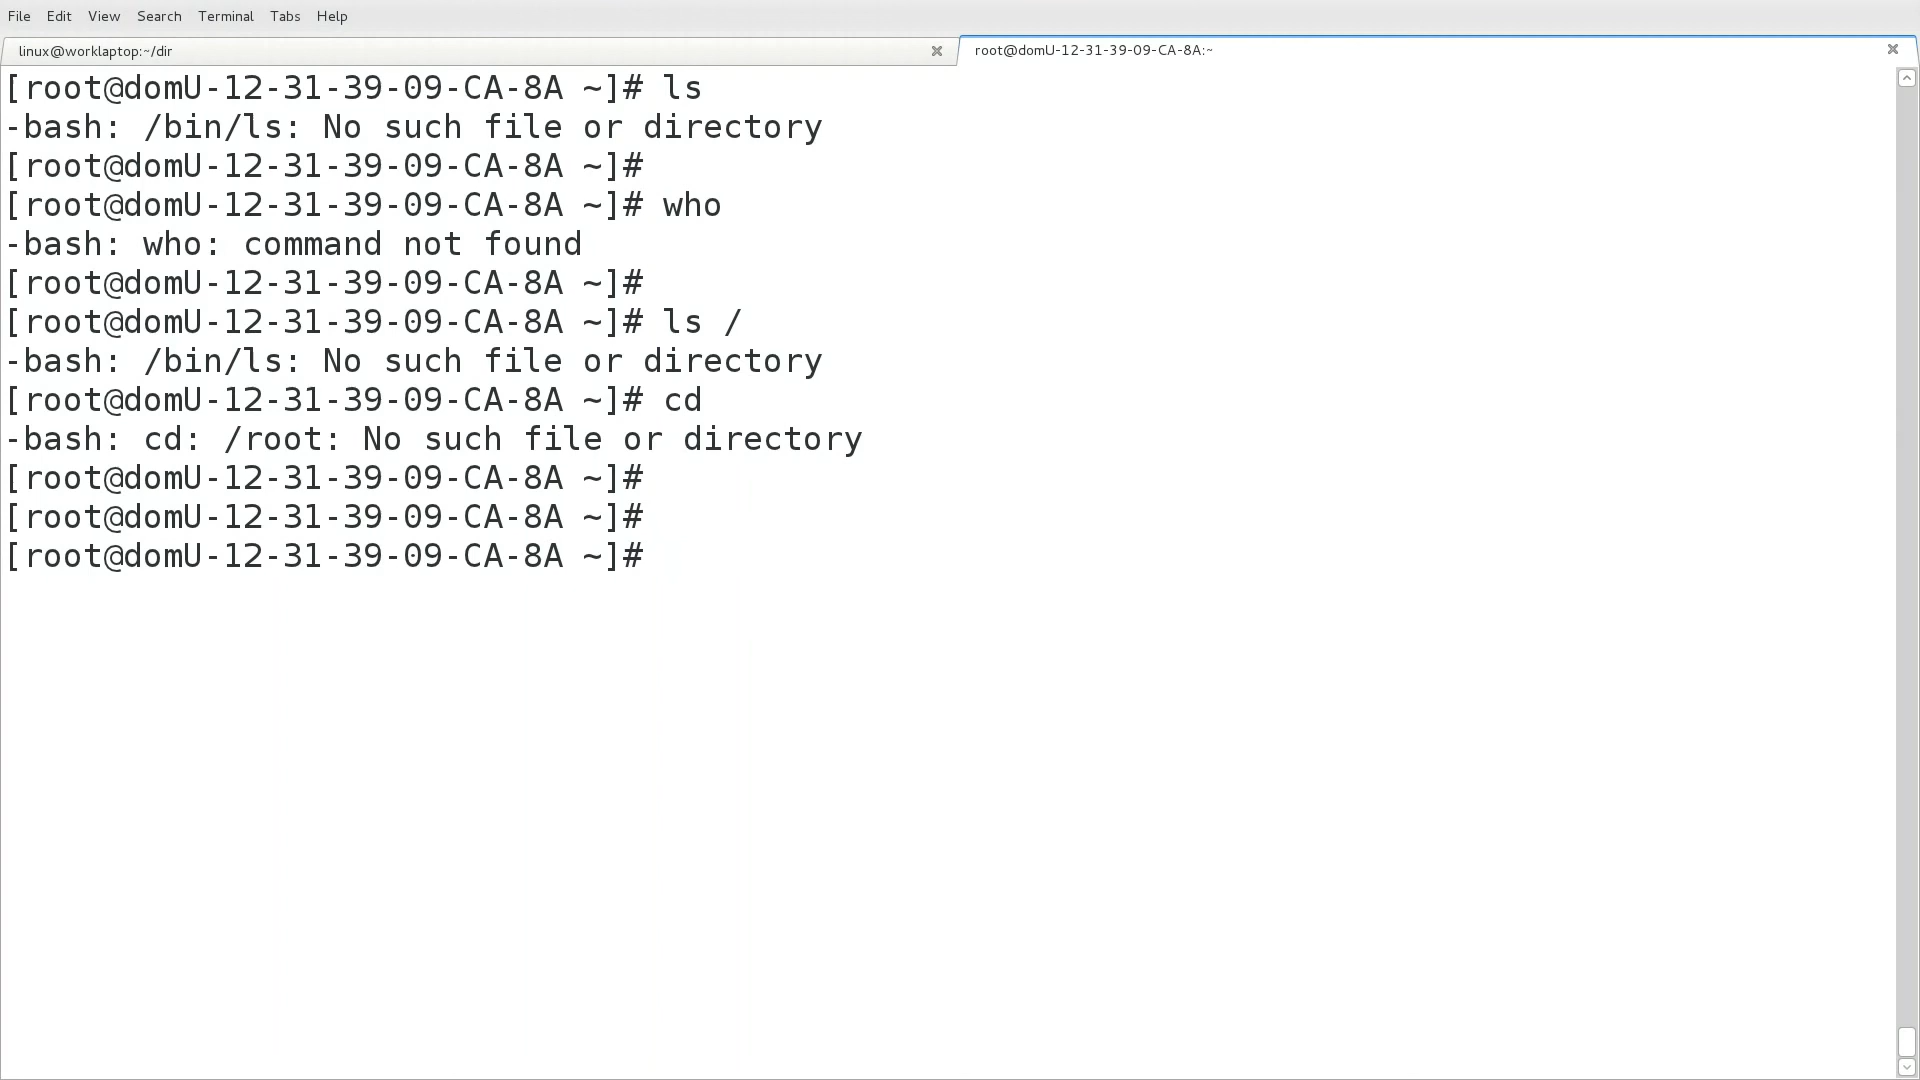 File Edit View Search Terminal Tabs Help
linux@worklaptop:~/dir root@domU-12-31-39-09-CA-8A:~
[root@domU-12-31-39-09-CA-8A ~]# ls
-bash: /bin/ls: No such file or directory
[root@domU-12-31-39-09-CA-8A ~]#
[root@domU-12-31-39-09-CA-8A ~]# who
-bash: who: command not found
[root@domU-12-31-39-09-CA-8A ~]#
[root@domU-12-31-39-09-CA-8A ~]# ls /
-bash: /bin/ls: No such file or directory
[root@domU-12-31-39-09-CA-8A ~]# cd
-bash: cd: /root: No such file or directory
[root@domU-12-31-39-09-CA-8A ~]#
[root@domU-12-31-39-09-CA-8A ~]#
[root@domU-12-31-39-09-CA-8A ~]#